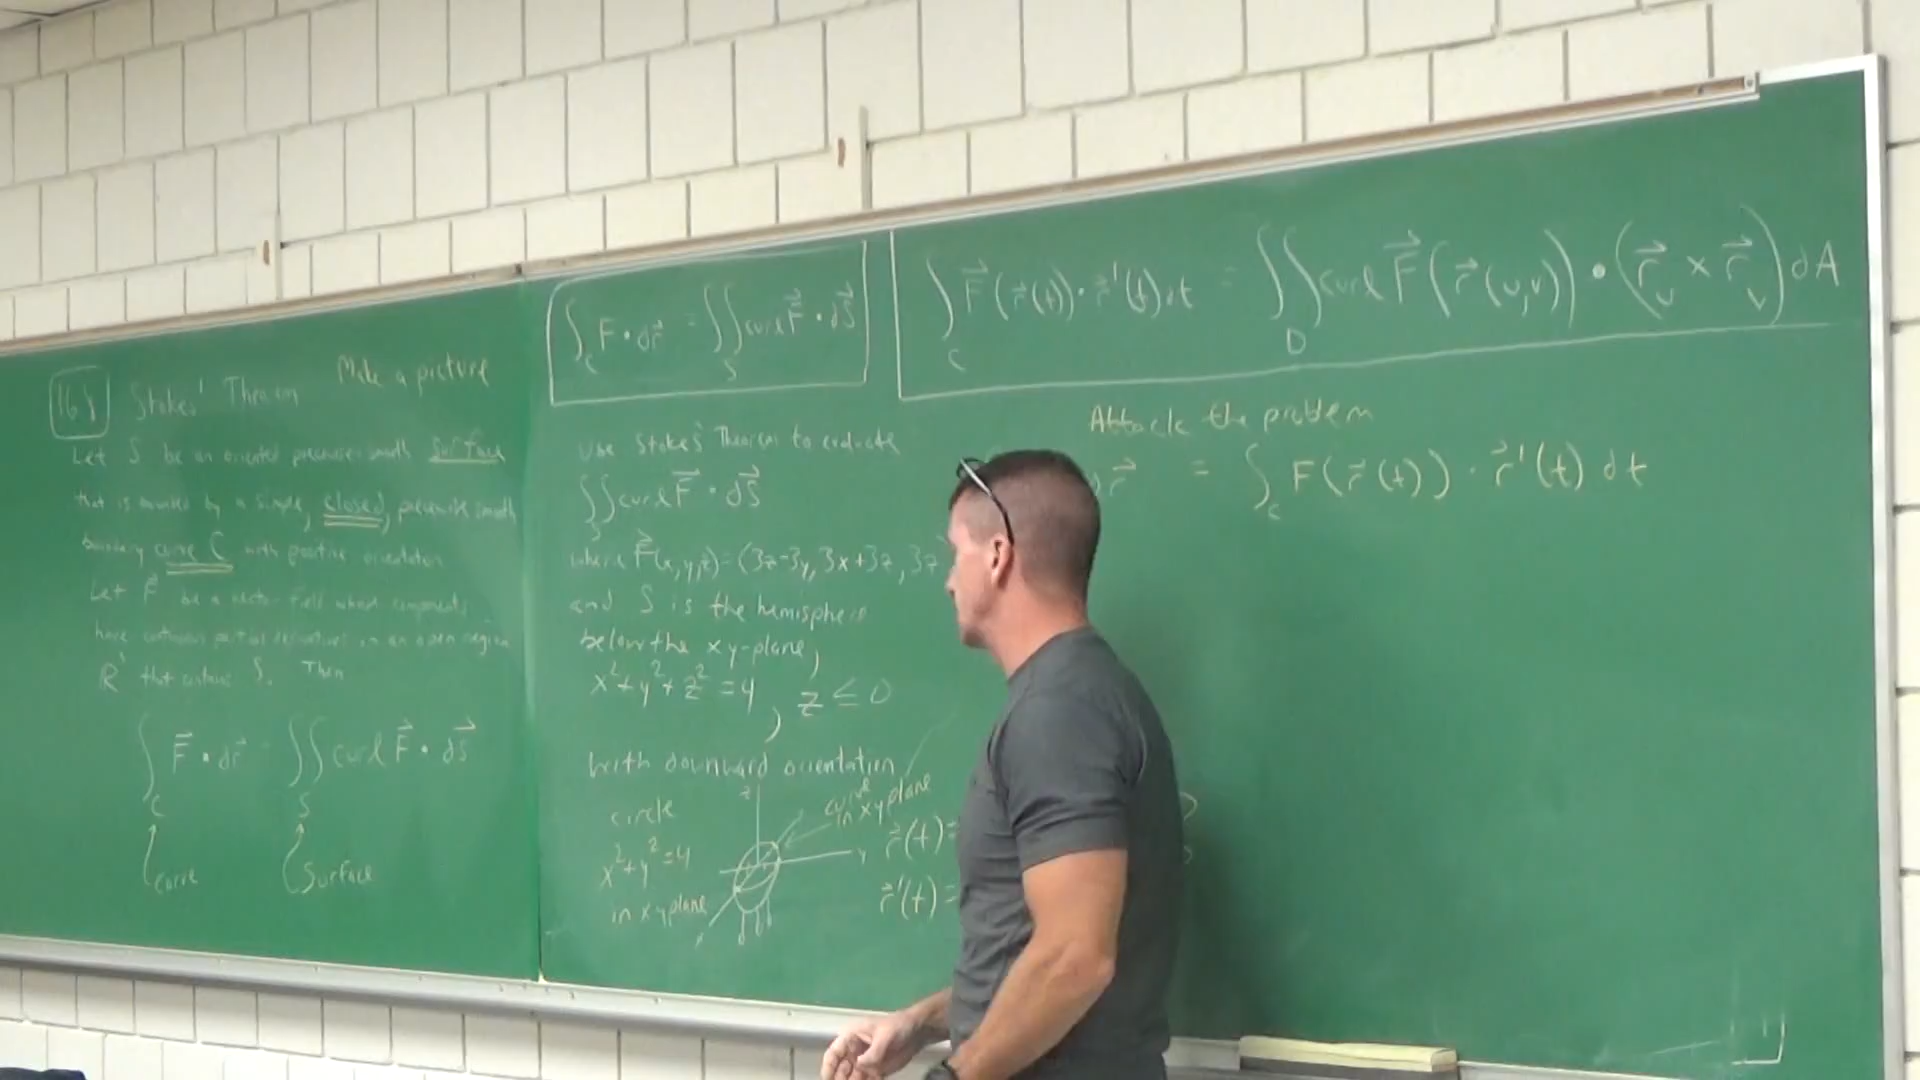 16.8 Stokes' Theorem Make a picture
Let S be an oriented piecewise-smooth surface
that is bounded by a simple, closed, piecewise smooth
boundary curve C with positive orientation
Let F⃗ be a vector field whose components
have continuous partial derivatives in an open region
R³ that contains S. Then
∫_C F⃗ • dr⃗ = ∬_S curl F⃗ • dS⃗
curve
surface
∫_C F • dr⃗ = ∬_S curl F⃗ • dS⃗
Use Stokes' Theorem to evaluate
∬_S curl F⃗ • dS⃗
where F⃗(x,y,z) = (3z-3y, 3x+3z, 3z
and S is the hemisphere
below the xy-plane,
x²+y²+z²=4, z ≤ 0
with downward orientation
circle
x²+y²=4
in xy plane
z
y
x
curve
in xy plane
r⃗(t)=
r⃗'(t)=
∫_C F⃗(r⃗(t)) • r⃗'(t) dt = ∬_D curl F⃗(r⃗(u,v)) • (r⃗_u × r⃗_v) dA
Attack the problem
dr⃗ = ∫_C F(r⃗(t)) • r⃗'(t) dt